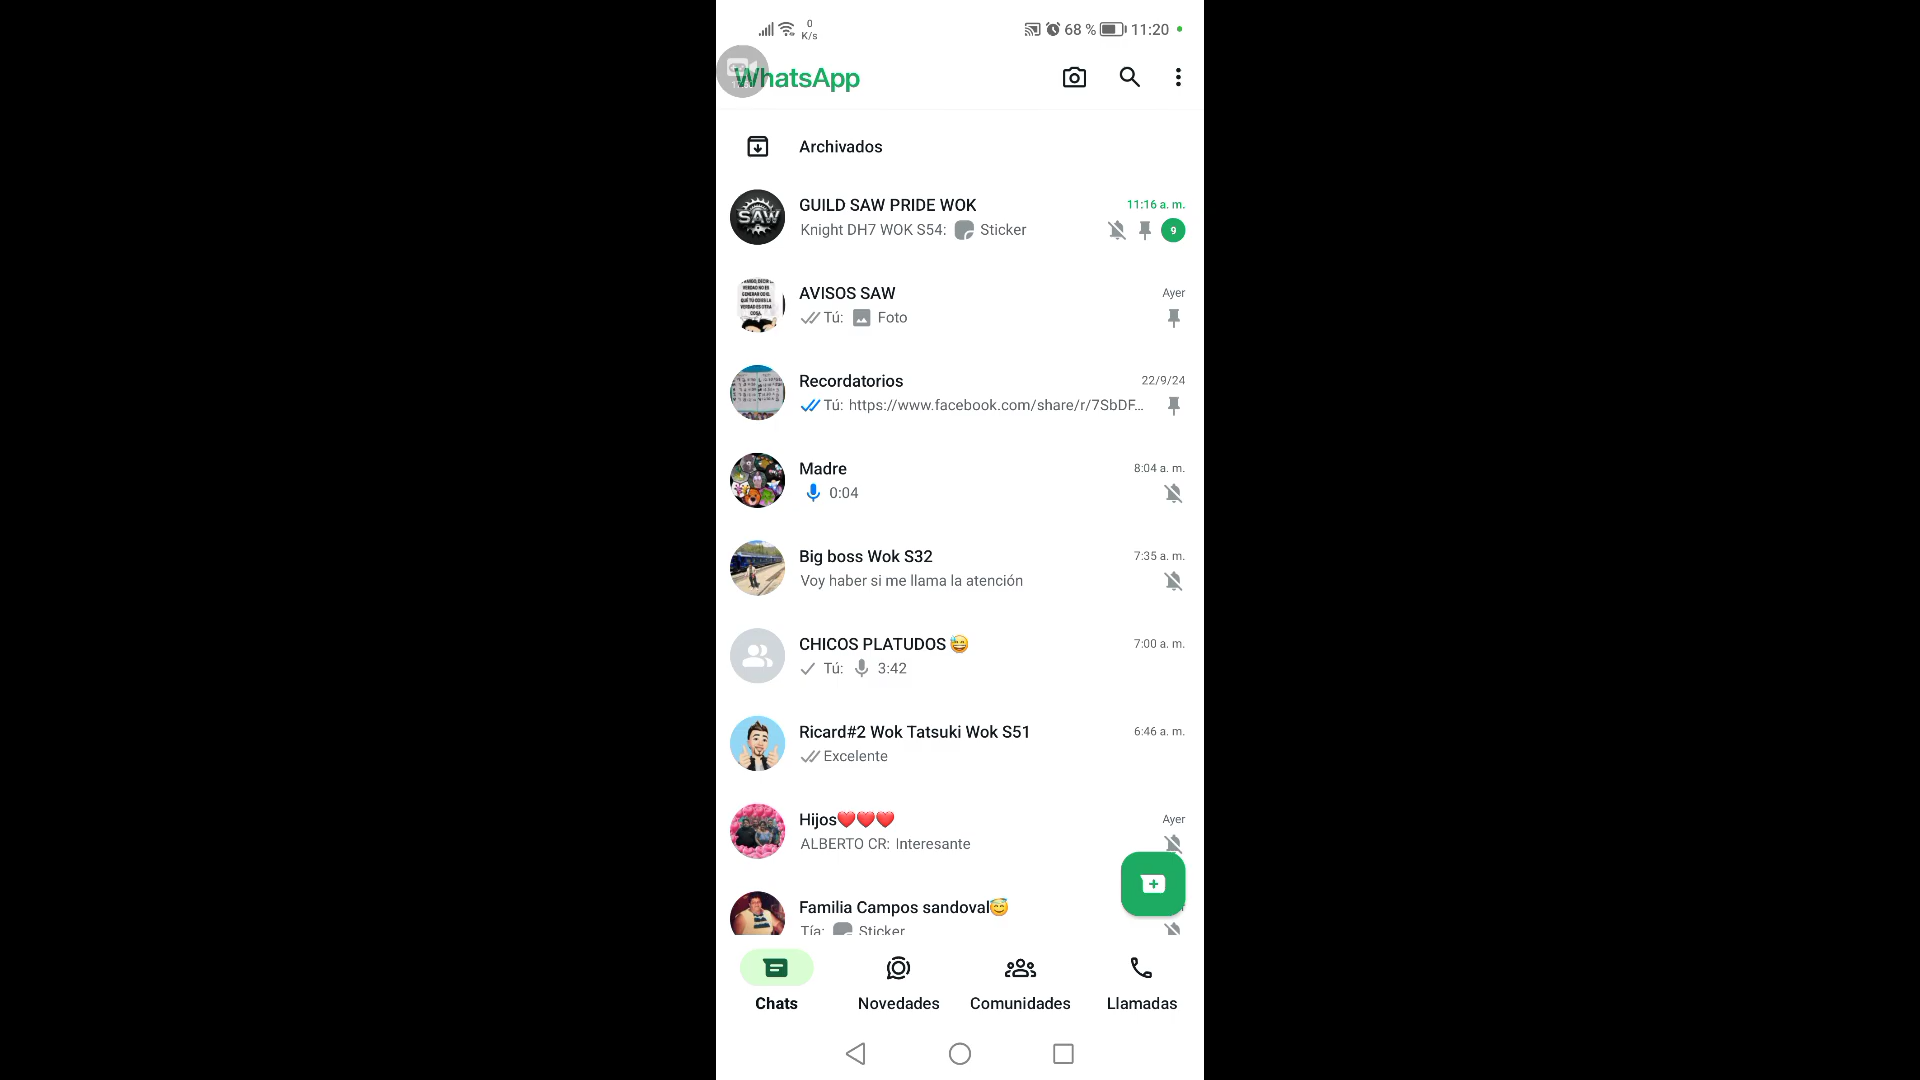 0
K/s
68 %
11:20
WhatsApp
Archivados
GUILD SAW PRIDE WOK
11:16 a. m.
Knight DH7 WOK S54: Sticker
9
SAW
AVISOS SAW
Ayer
Tú: Foto
Recordatorios
22/9/24
Tú: https://www.facebook.com/share/r/7SbDF...
Madre
8:04 a. m.
0:04
Big boss Wok S32
7:35 a. m.
Voy haber si me llama la atención
CHICOS PLATUDOS 😅
7:00 a. m.
Tú: 3:42
Ricard#2 Wok Tatsuki Wok S51
6:46 a. m.
Excelente
Hijos❤️❤️❤️
Ayer
ALBERTO CR: Interesante
Familia Campos sandoval😇
Tía: Sticker
Chats
Novedades
Comunidades
Llamadas